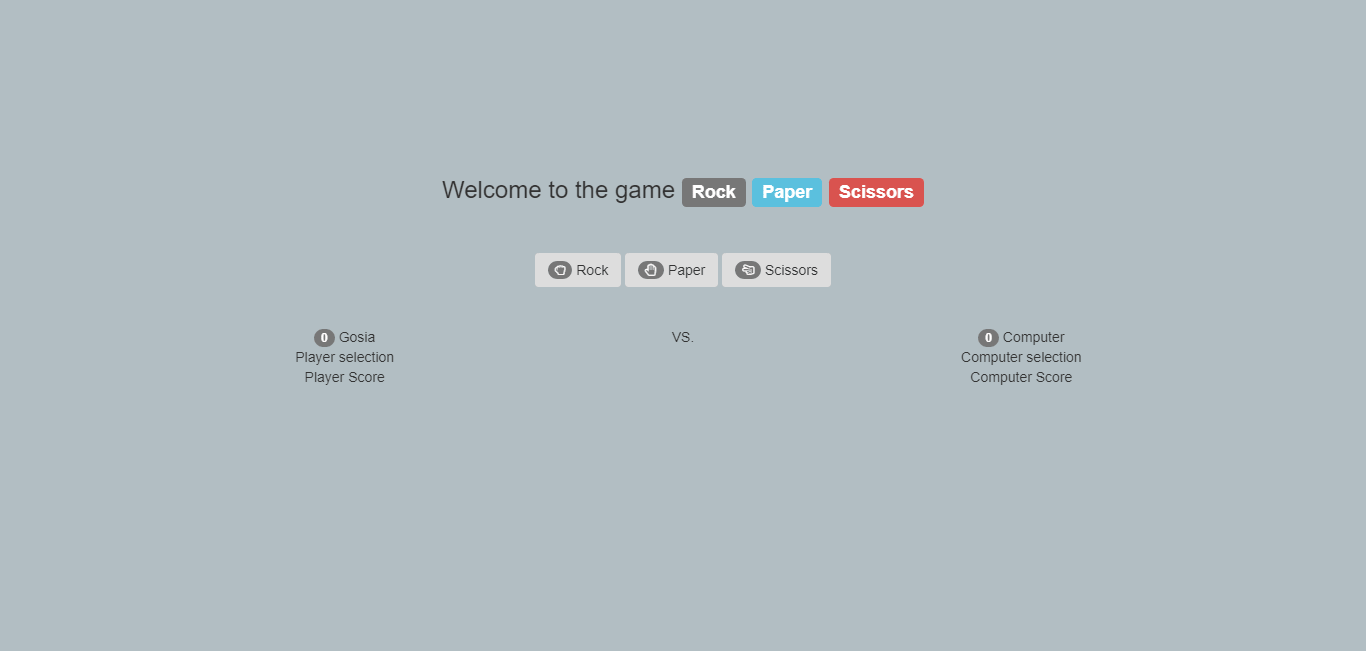 Welcome to the game Rock Paper Scissors
Rock Paper Scissors
0 Gosia
Player selection
Player Score
VS.
0 Computer
Computer selection
Computer Score